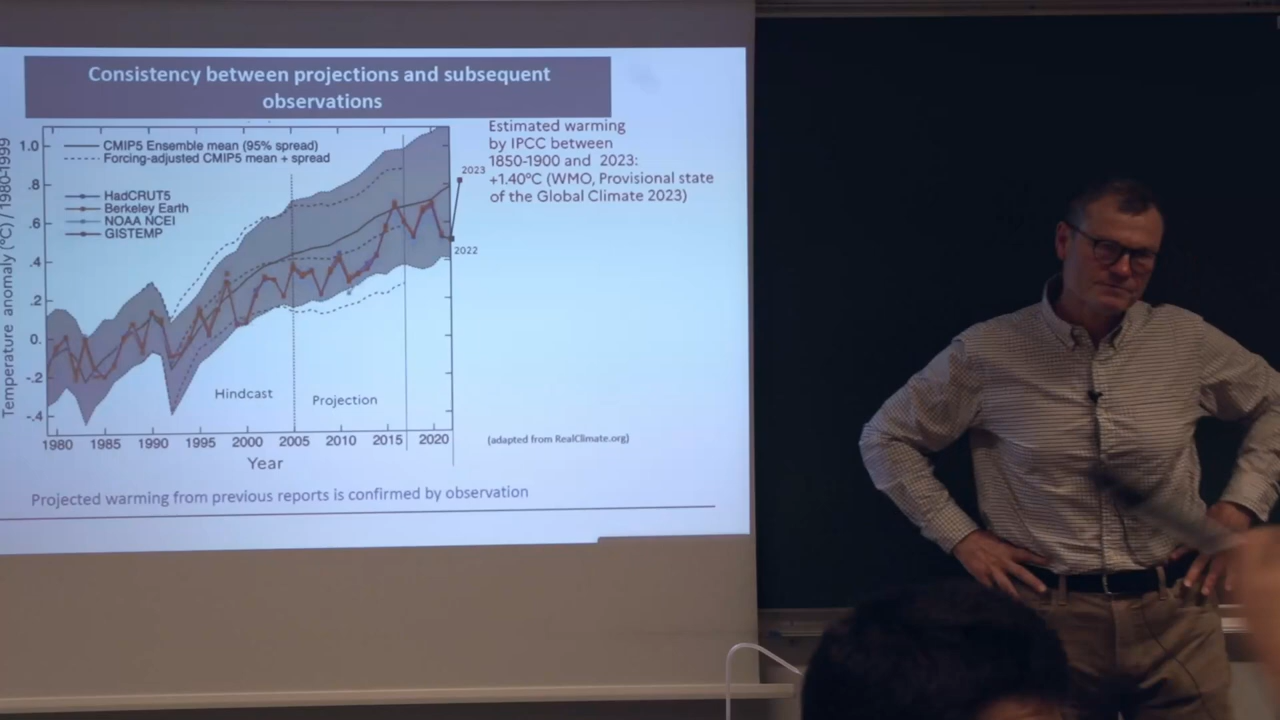 Consistency between projections and subsequent
observations
Temperature anomaly (°C) / 1980-1999
1.0
.8
.6
.4
.2
0.
-.2
-.4
CMIP5 Ensemble mean (95% spread)
Forcing-adjusted CMIP5 mean + spread
HadCRUT5
Berkeley Earth
NOAA NCEI
GISTEMP
2023
2022
Hindcast
Projection
1980 1985 1990 1995 2000 2005 2010 2015 2020
Year
Estimated warming
by IPCC between
1850-1900 and 2023:
+1.40°C (WMO, Provisional state
of the Global Climate 2023)
(adapted from RealClimate.org)
Projected warming from previous reports is confirmed by observation